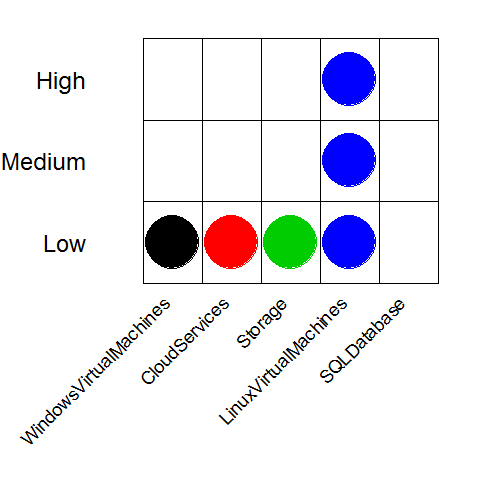 High
Medium
Low
WindowsVirtualMachines
CloudServices
Storage
LinuxVirtualMachines
SQLDatabase